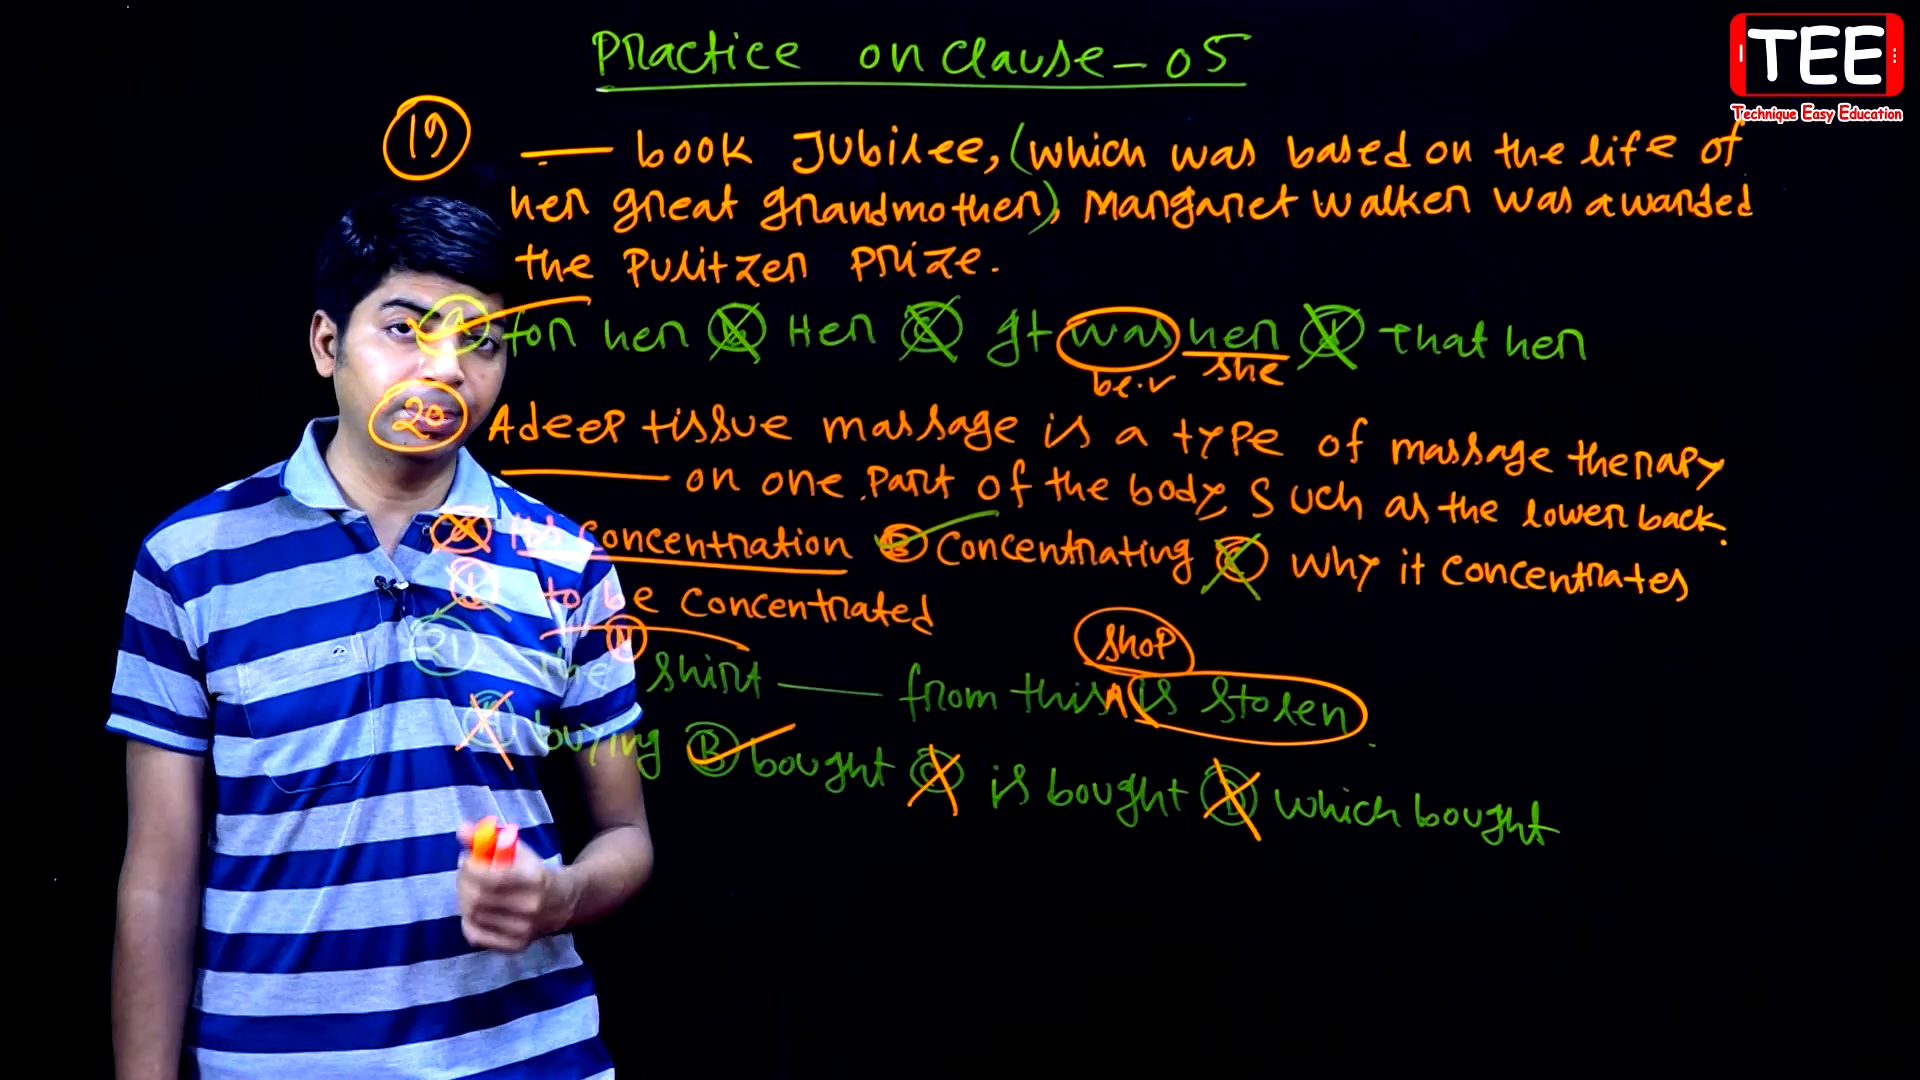 Practice on Clause - 05
TEE
Technique Easy Education
19 — book Jubilee, (which was based on the life of
her great grandmother), Margaret Walker was awarded
the Pulitzer Prize.
a for her b Her c It was her d That her
be.v she
20 A deep tissue massage is a type of massage therapy
— on one part of the body, such as the lower back.
a its concentration B concentrating c why it concentrates
D to be concentrated
shop
21 The shirt — from this is stolen.
A buying B bought C is bought D which bought